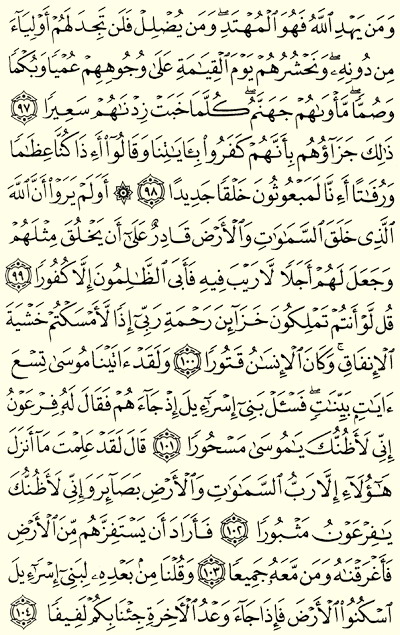 وَمَن يَهْدِ ٱللَّهُ فَهُوَ ٱلْمُهْتَدِ ۖ وَمَن يُضْلِلْ فَلَن تَجِدَ لَهُمْ أَوْلِيَآءَ
مِن دُونِهِۦ ۖ وَنَحْشُرُهُمْ يَوْمَ ٱلْقِيَـٰمَةِ عَلَىٰ وُجُوهِهِمْ عُمْيًا وَبُكْمًا
وَصُمًّا ۖ مَّأْوَىٰهُمْ جَهَنَّمُ ۖ كُلَّمَا خَبَتْ زِدْنَـٰهُمْ سَعِيرًا ٩٧
ذَٰلِكَ جَزَآؤُهُم بِأَنَّهُمْ كَفَرُوا۟ بِـَٔايَـٰتِنَا وَقَالُوٓا۟ أَءِذَا كُنَّا عِظَـٰمًا
وَرُفَـٰتًا أَءِنَّا لَمَبْعُوثُونَ خَلْقًا جَدِيدًا ٩٨ ۞ أَوَلَمْ يَرَوْا۟ أَنَّ ٱللَّهَ
ٱلَّذِى خَلَقَ ٱلسَّمَـٰوَٰتِ وَٱلْأَرْضَ قَادِرٌ عَلَىٰٓ أَن يَخْلُقَ مِثْلَهُمْ
وَجَعَلَ لَهُمْ أَجَلًا لَّا رَيْبَ فِيهِ فَأَبَى ٱلظَّـٰلِمُونَ إِلَّا كُفُورًا ٩٩
قُل لَّوْ أَنتُمْ تَمْلِكُونَ خَزَآئِنَ رَحْمَةِ رَبِّىٓ إِذًا لَّأَمْسَكْتُمْ خَشْيَةَ
ٱلْإِنفَاقِ ۚ وَكَانَ ٱلْإِنسَـٰنُ قَتُورًا ١٠٠ وَلَقَدْ ءَاتَيْنَا مُوسَىٰ تِسْعَ
ءَايَـٰتٍۭ بَيِّنَـٰتٍ ۖ فَسْـَٔلْ بَنِىٓ إِسْرَٰٓءِيلَ إِذْ جَآءَهُمْ فَقَالَ لَهُۥ فِرْعَوْنُ
إِنِّى لَأَظُنُّكَ يَـٰمُوسَىٰ مَسْحُورًا ١٠١ قَالَ لَقَدْ عَلِمْتَ مَآ أَنزَلَ
هَـٰٓؤُلَآءِ إِلَّا رَبُّ ٱلسَّمَـٰوَٰتِ وَٱلْأَرْضِ بَصَآئِرَ وَإِنِّى لَأَظُنُّكَ
يَـٰفِرْعَوْنُ مَثْبُورًا ١٠٢ فَأَرَادَ أَن يَسْتَفِزَّهُم مِّنَ ٱلْأَرْضِ
فَأَغْرَقْنَـٰهُ وَمَن مَّعَهُۥ جَمِيعًا ١٠٣ وَقُلْنَا مِنۢ بَعْدِهِۦ لِبَنِىٓ إِسْرَٰٓءِيلَ
ٱسْكُنُوا۟ ٱلْأَرْضَ فَإِذَا جَآءَ وَعْدُ ٱلْـَٔاخِرَةِ جِئْنَا بِكُمْ لَفِيفًا ١٠٤